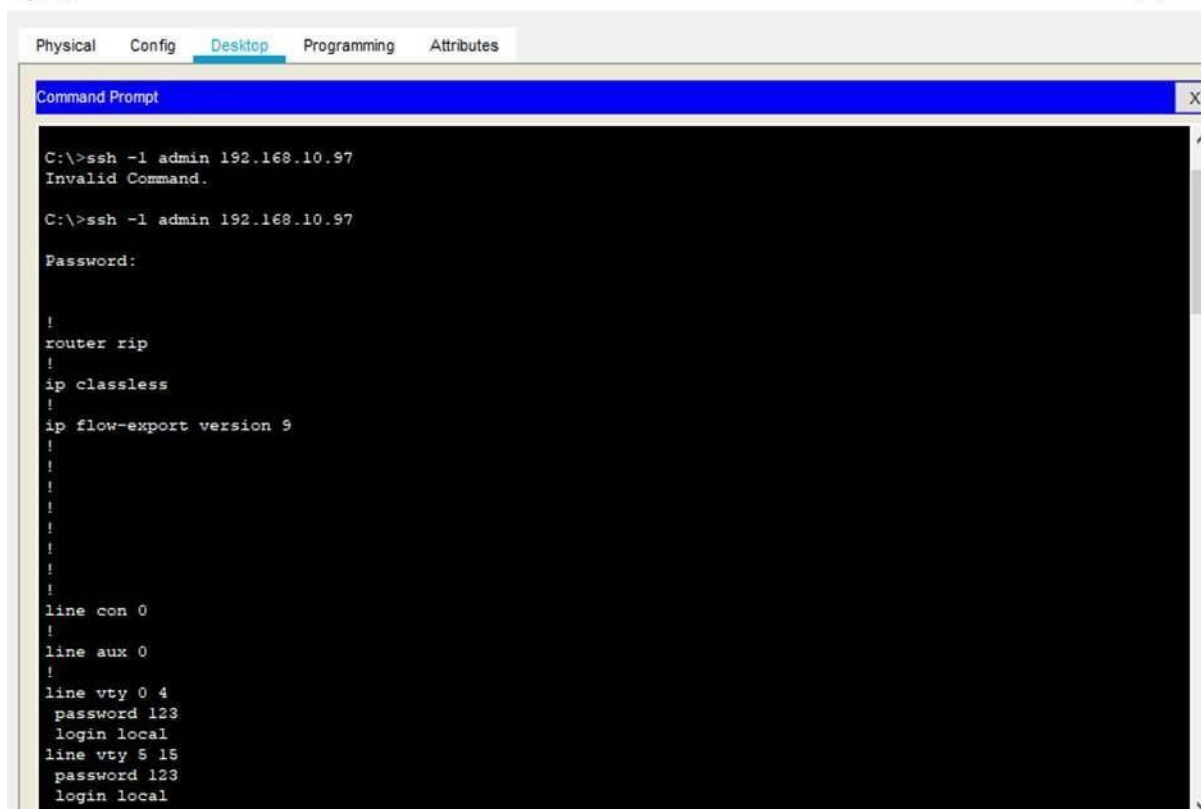 Physical Config Desktop Programming Attributes
Command Prompt X
C:\>ssh -l admin 192.168.10.97
Invalid Command.
C:\>ssh -l admin 192.168.10.97
Password:
!
router rip
!
ip classless
!
ip flow-export version 9
!
!
!
!
!
!
!
!
line con 0
!
line aux 0
!
line vty 0 4
password 123
login local
line vty 5 15
password 123
login local